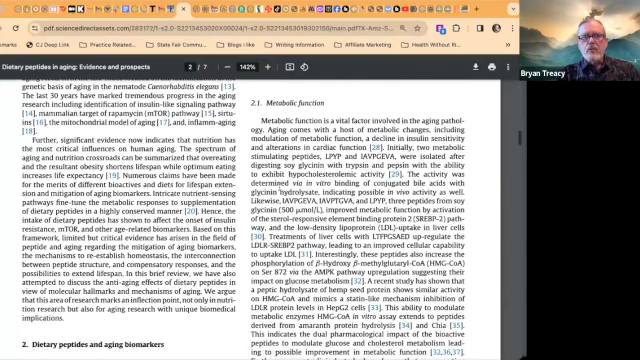 pdf.sciencedirectassets.com/283172/1-s2.0-S2213453019X00024/1-s2.0-S2213453018302150/main.pdf?X-Amz-S...
CJ Deep Link
Practice Related...
State Fair Commu...
Blogs I like
Writing Information
Affiliates
Health Without Ri...
Dietary peptides in aging: Evidence and prospects
2 / 7
142%
Bryan Treacy
genetic basis of aging in the nematode Caenorhabditis elegans [13].
The last 30 years have marked tremendous progress in the aging
research including identification of insulin-like signaling pathway
[14], mammalian target of rapamycin (mTOR) pathway [15], sir-
tuins [16], the mitochondrial model of aging [17], and inflamm-aging
[18].
Further, significant evidence now indicates that nutrition has
the most critical influences on human aging. The spectrum of
aging and nutrition crossroads can be summarized that overeating
and the resultant obesity shortens lifespan while optimum eating
increases life expectancy [19]. Numerous claims have been made
for the merits of different bioactives and diets for lifespan exten-
sion and mitigation of aging biomarkers. Intricate nutrient-sensing
pathways fine-tune the metabolic responses to supplementation
of dietary peptides in a highly conserved manner [20]. Hence, the
intake of dietary peptides has shown to affect the onset of insulin
resistance, mTOR, and other age-related biomarkers. Based on this
framework, limited but critical evidence has arisen in the field of
peptide and aging regarding the mitigation of aging biomarkers,
the mechanisms to re-establish homeostasis, the interconnection
between peptide structure, and compensatory responses, and the
possibilities to extend lifespan. In this brief review, we have also
attempted to discuss the anti-aging effects of dietary peptides in
view of molecular hallmarks and mechanisms of aging. We argue
that this area of research marks an inflection point, not only in nutri-
tion research but also for aging research with unique biomedical
implications.
2. Dietary peptides and aging biomarkers
2.1. Metabolic function
Metabolic function is a vital factor involved in the aging pathol-
ogy. Aging comes with a host of metabolic changes, including
modulation of metabolic function, a decline in insulin sensitivity
and alterations in cardiac function [28]. Initially, two metabolic
stimulating peptides, LPYP and IAVPGEVA, were isolated after
digesting soy glycinin with trypsin and pepsin with the ability
to exhibit hypocholesterolemic activity [29]. The activity was
determined via in vitro binding of conjugated bile acids with
glycinin hydrolysate, indicating possible in vivo activity as well.
Likewise, IAVPGEVA, IAVPTGVA, and LPYP, three peptides from soy
glycinin (500 μmol/L), improved metabolic function by activation
of the sterol-responsive element binding protein 2 (SREBP-2) path-
way, and the low-density lipoprotein (LDL)-uptake in liver cells
[30]. Treatments of liver cells with LTFPGSAED up-regulate the
LDLR-SREBP2 pathway, leading to an improved cellular capability
to uptake LDL [31]. Interestingly, these peptides also increase the
phosphorylation of β-Hydroxy β-methylglutaryl-CoA (HMG-CoA)
on Ser 872 via the AMPK pathway upregulation suggesting their
impact on glucose metabolism [32]. A recent study has shown that
a peptic hydrolysate of hemp seed protein shows similar activity
on HMG-CoA and mimics a statin-like mechanism inhibition of
LDLR protein levels in HepG2 cells [33]. This ability to modulate
metabolic enzymes HMG-CoA in vitro assay extends to peptides
derived from amaranth protein hydrolysis [34] and Chia [35].
This indicates the dual pharmacological impact of the bioactive
peptides to modulate glucose and cholesterol metabolism lead-
ing to possible improvement in metabolic function [32,36,37].